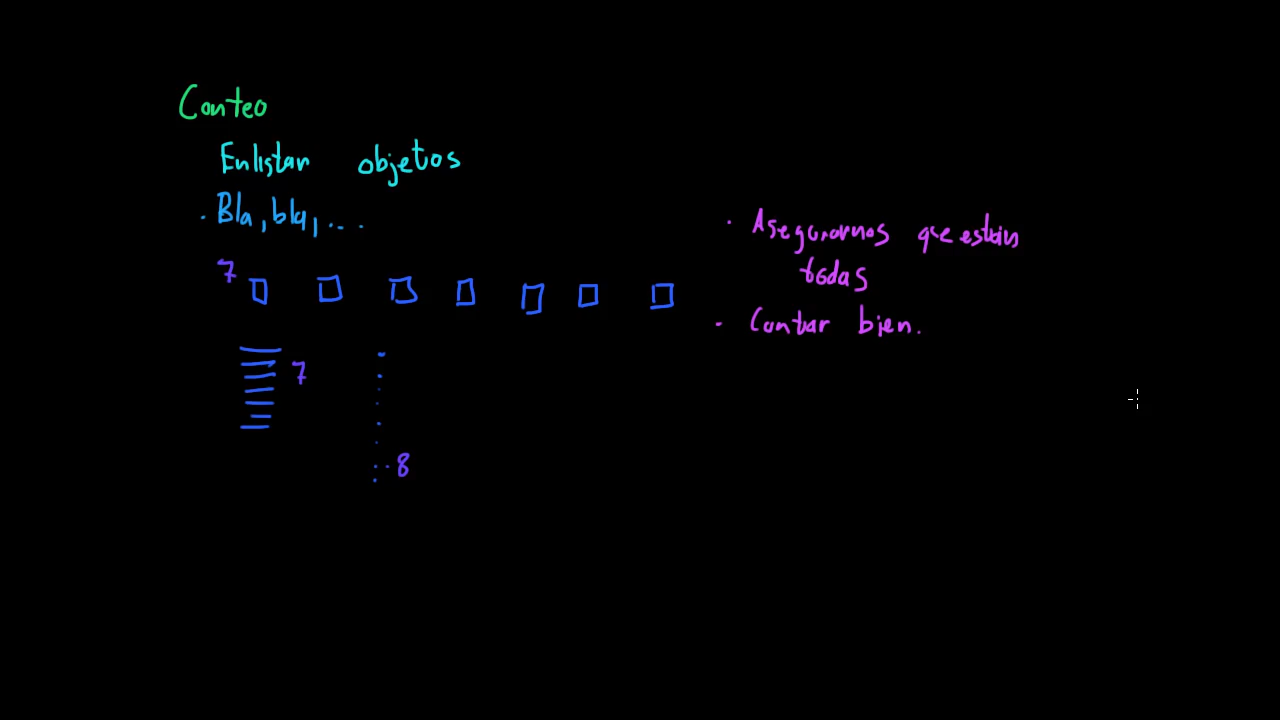 Conteo
Enlistar objetos
. Bla, bla, ...
7
7
8
· Asegurarnos que están
todas
· Contar bien.